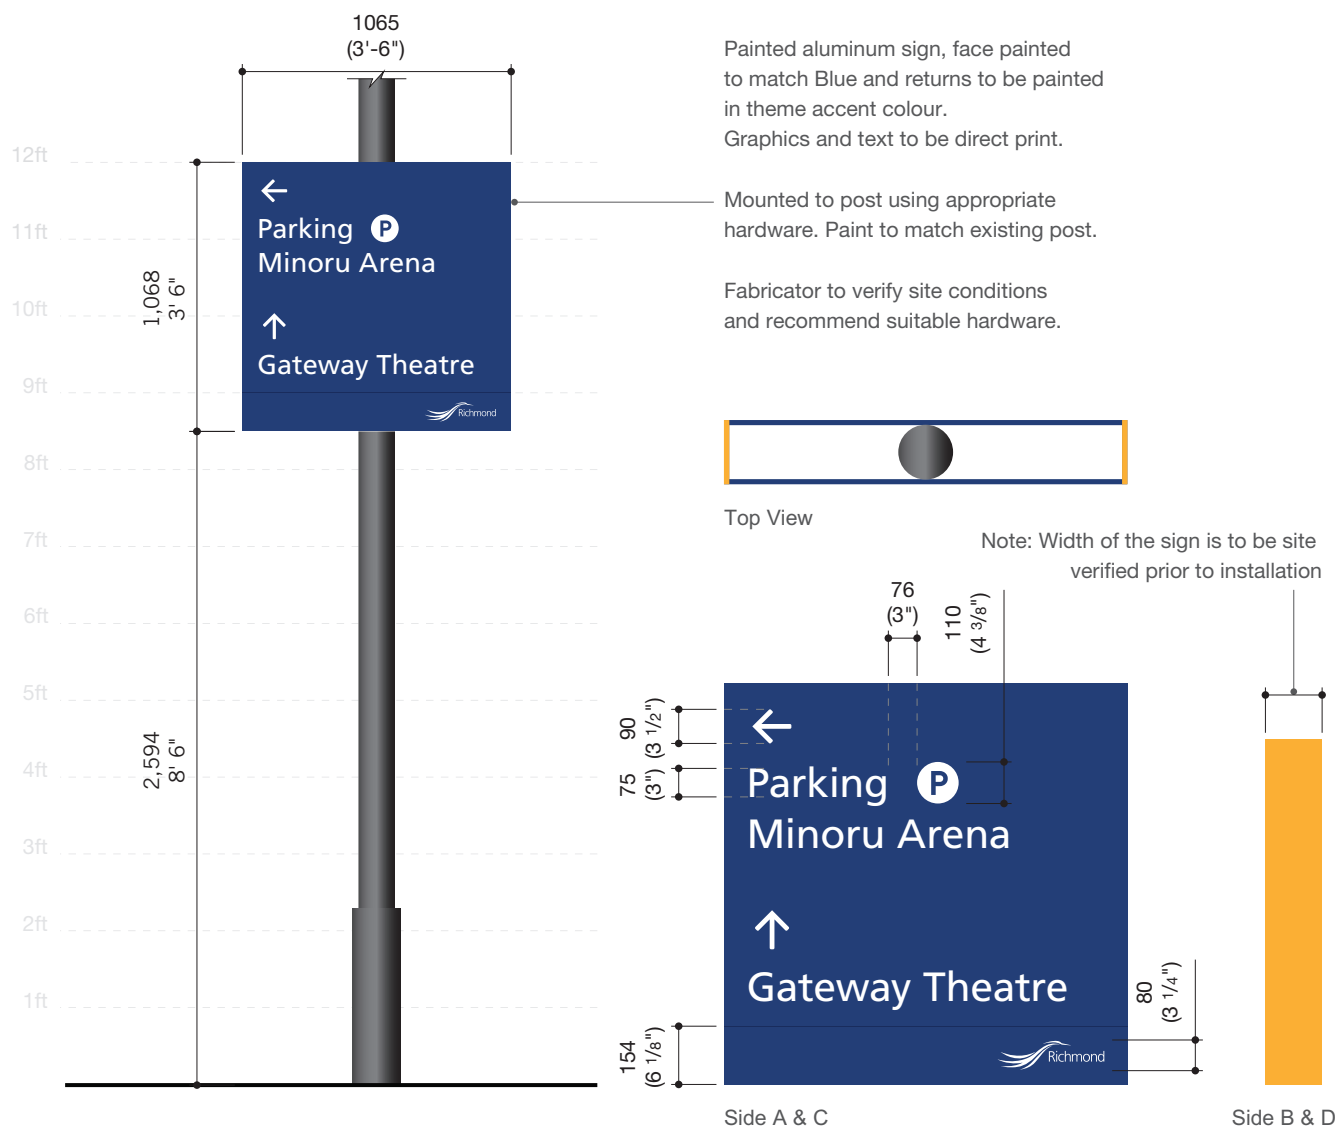 1065
(3'-6")
Painted aluminum sign, face painted
to match Blue and returns to be painted
in theme accent colour.
Graphics and text to be direct print.
Mounted to post using appropriate
hardware. Paint to match existing post.
Fabricator to verify site conditions
and recommend suitable hardware.
12ft
11ft
10ft
9ft
8ft
7ft
6ft
5ft
4ft
3ft
2ft
1ft
1,068
3' 6"
2,594
8' 6"
Parking P
Minoru Arena
Gateway Theatre
Richmond
Top View
Note: Width of the sign is to be site
verified prior to installation
76
(3")
110
(4 3/8")
90
(3 1/2")
75
(3")
154
(6 1/8")
80
(3 1/4")
Parking P
Minoru Arena
Gateway Theatre
Richmond
Side A & C
Side B & D